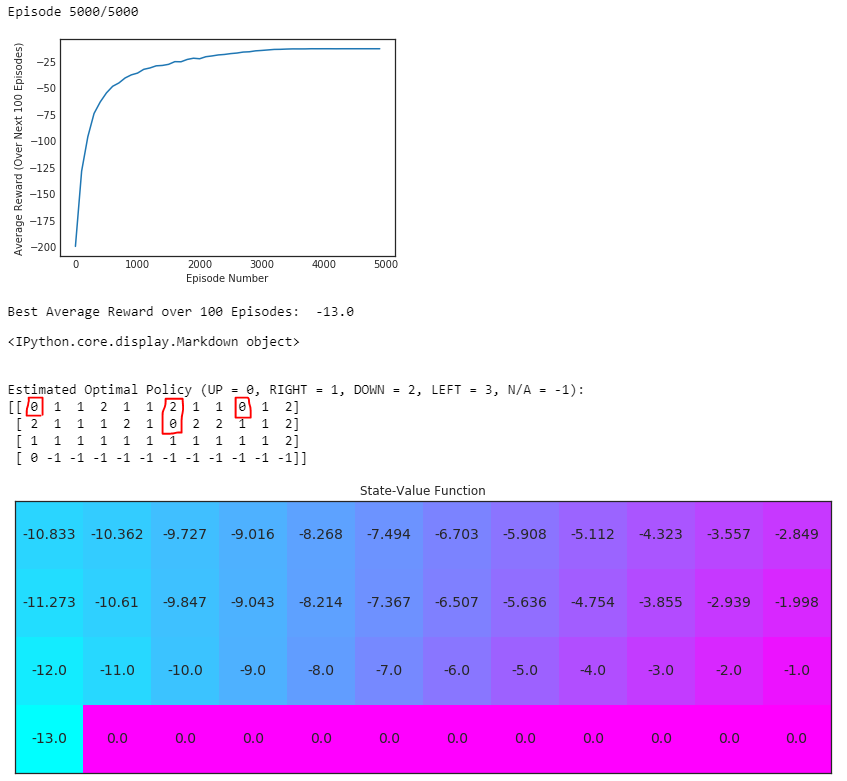 Episode 5000/5000
Average Reward (Over Next 100 Episodes)
−25
−50
−75
−100
−125
−150
−175
−200
0 1000 2000 3000 4000 5000
Episode Number
Best Average Reward over 100 Episodes:  -13.0
<IPython.core.display.Markdown object>
Estimated Optimal Policy (UP = 0, RIGHT = 1, DOWN = 2, LEFT = 3, N/A = -1):
[[ 0  1  1  2  1  1  2  1  1  0  1  2]
 [ 2  1  1  1  2  1  0  2  2  1  1  2]
 [ 1  1  1  1  1  1  1  1  1  1  1  2]
 [ 0 -1 -1 -1 -1 -1 -1 -1 -1 -1 -1 -1]]
State-Value Function
-10.833 -10.362 -9.727 -9.016 -8.268 -7.494 -6.703 -5.908 -5.112 -4.323 -3.557 -2.849
-11.273 -10.61 -9.847 -9.043 -8.214 -7.367 -6.507 -5.636 -4.754 -3.855 -2.939 -1.998
-12.0 -11.0 -10.0 -9.0 -8.0 -7.0 -6.0 -5.0 -4.0 -3.0 -2.0 -1.0
-13.0 0.0 0.0 0.0 0.0 0.0 0.0 0.0 0.0 0.0 0.0 0.0